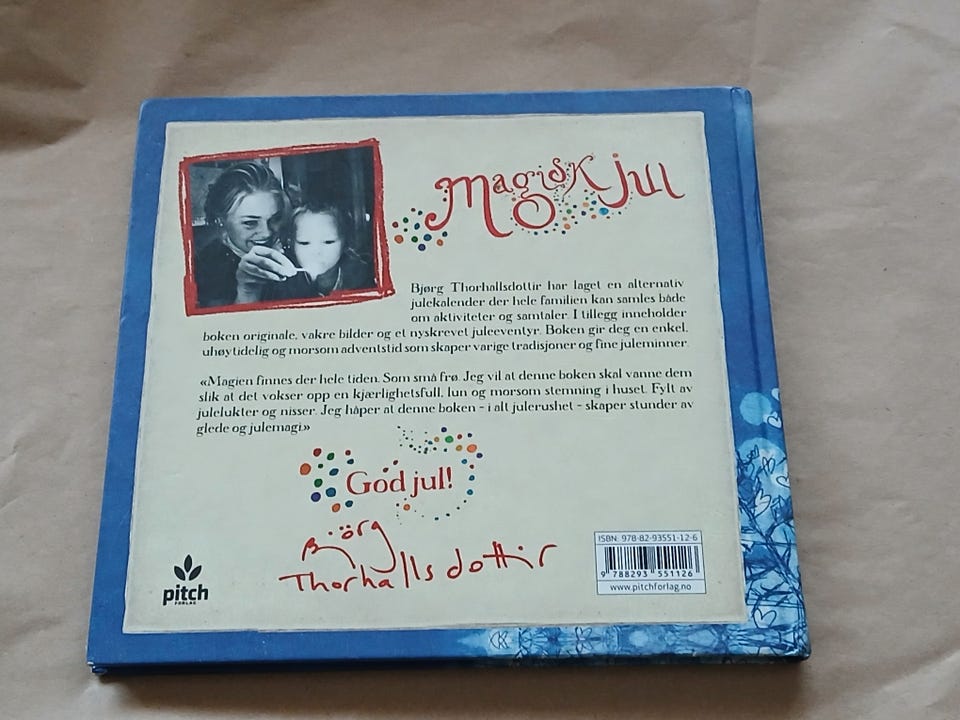 Magisk jul
Bjørg Thorhallsdottir har laget en alternativ
julekalender der hele familien kan samles både
om aktiviteter og samtaler. I tillegg inneholder
boken originale, vakre bilder og et nyskrevet juleeventyr. Boken gir deg en enkel,
uhøytidelig og morsom adventstid som skaper varige tradisjoner og fine juleminner.
«Magien finnes der hele tiden. Som små frø. Jeg vil at denne boken skal vanne dem
slik at det vokser opp en kjærlighetsfull, lun og morsom stemning i huset. Fylt av
julelukter og nisser. Jeg håper at denne boken – i alt julerushet – skaper stunder av
glede og julemagi.»
God jul!
Björg
Thorhallsdottir
pitch
FORLAG
ISBN: 978-82-93551-12-6
9 788293 551126
www.pitchforlag.no